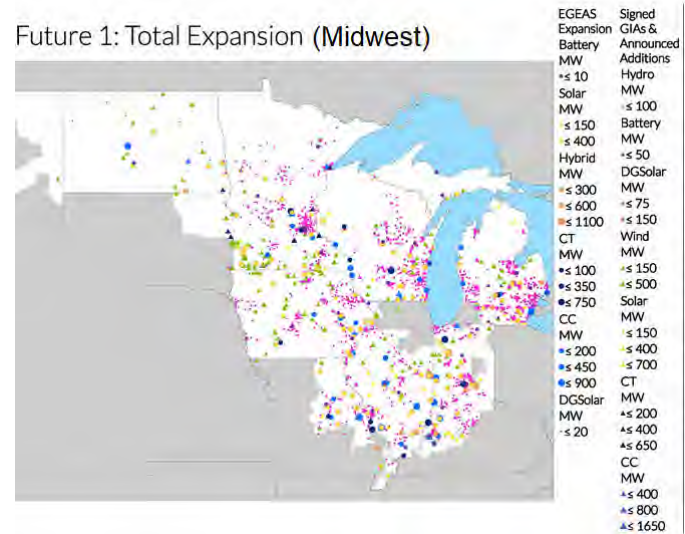 Future 1: Total Expansion (Midwest)
EGEAS
Expansion
Battery
MW
≤ 10
Solar
MW
≤ 150
≤ 400
Hybrid
MW
≤ 300
≤ 600
≤ 1100
CT
MW
≤ 100
≤ 350
≤ 750
CC
MW
≤ 200
≤ 450
≤ 900
DGSolar
MW
≤ 20
Signed
GIAs &
Announced
Additions
Hydro
MW
≤ 100
Battery
MW
≤ 50
DGSolar
MW
≤ 75
≤ 150
Wind
MW
≤ 150
≤ 500
Solar
MW
≤ 150
≤ 400
≤ 700
CT
MW
≤ 200
≤ 400
≤ 650
CC
MW
≤ 400
≤ 800
≤ 1650